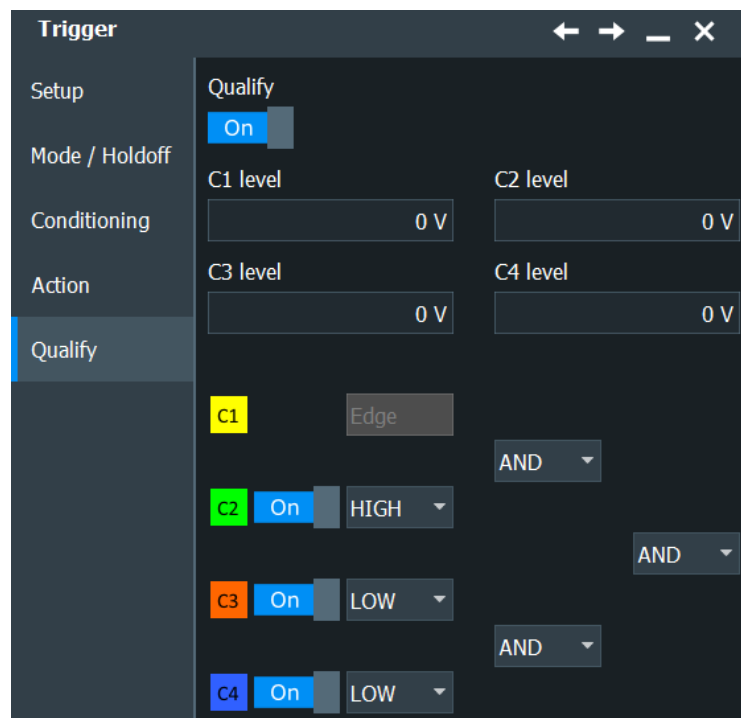 Trigger
Setup
Mode / Holdoff
Conditioning
Action
Qualify
Qualify
On
C1 level
C2 level
0 V
0 V
C3 level
C4 level
0 V
0 V
C1
Edge
AND
C2
On
HIGH
AND
C3
On
LOW
AND
C4
On
LOW